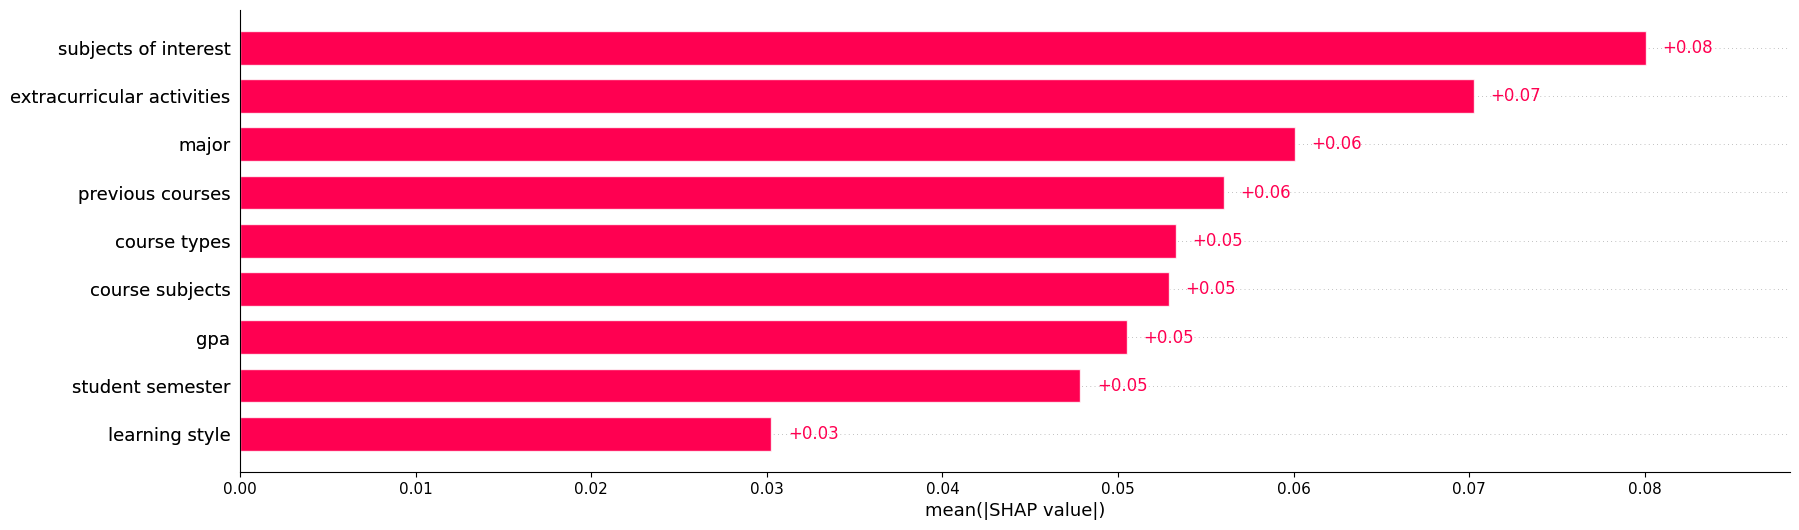 subjects of interest +0.08
extracurricular activities +0.07
major +0.06
previous courses +0.06
course types +0.05
course subjects +0.05
gpa +0.05
student semester +0.05
learning style +0.03
0.00 0.01 0.02 0.03 0.04 0.05 0.06 0.07 0.08
mean(|SHAP value|)